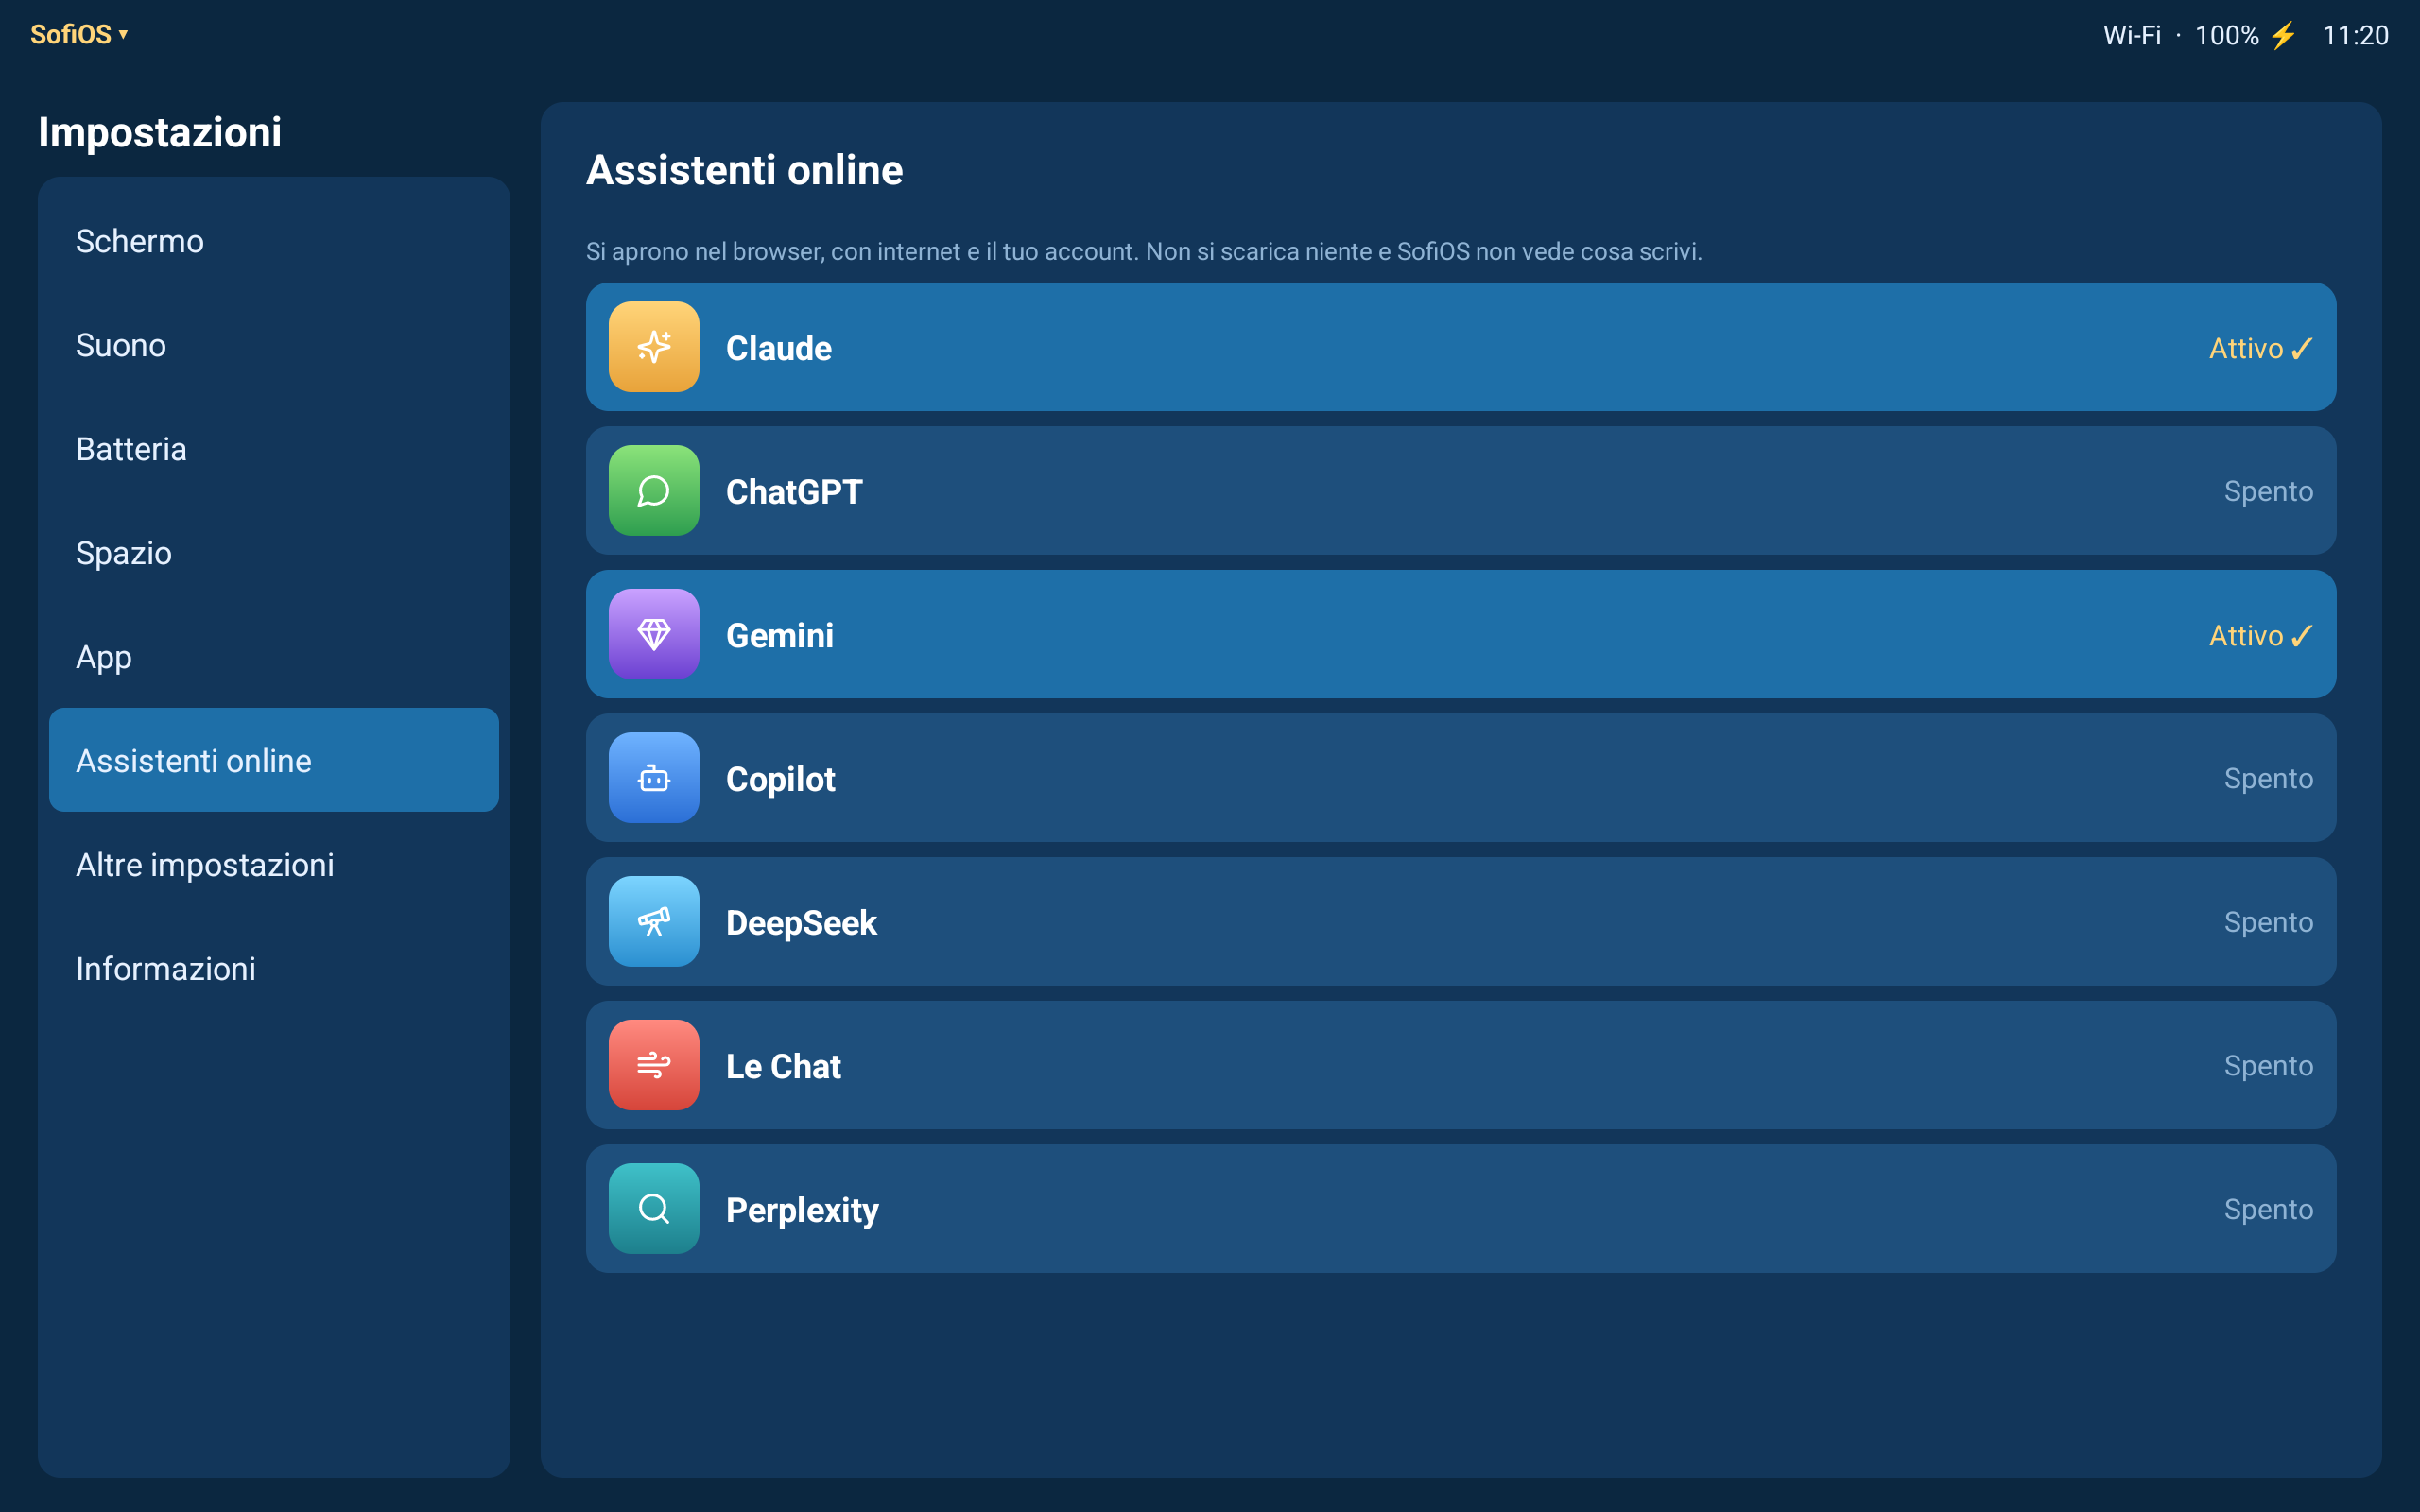 SofiOS ▾
Wi-Fi · 100% ⚡ 11:20
Impostazioni
Schermo
Suono
Batteria
Spazio
App
Assistenti online
Altre impostazioni
Informazioni
Assistenti online
Si aprono nel browser, con internet e il tuo account. Non si scarica niente e SofiOS non vede cosa scrivi.
Claude Attivo ✓
ChatGPT Spento
Gemini Attivo ✓
Copilot Spento
DeepSeek Spento
Le Chat Spento
Perplexity Spento